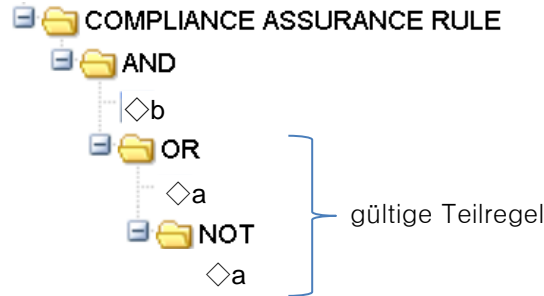 COMPLIANCE ASSURANCE RULE
AND
◇b
OR
◇a
gültige Teilregel
NOT
◇a